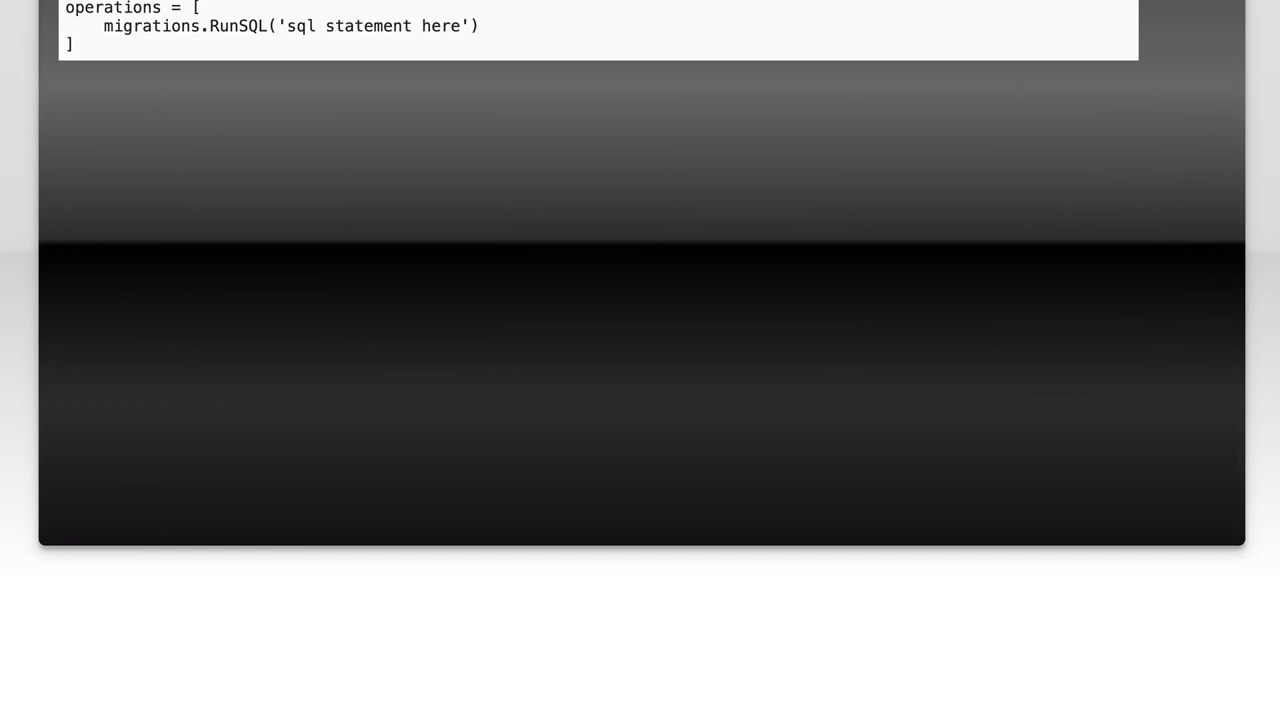 operations = [
    migrations.RunSQL('sql statement here')
]